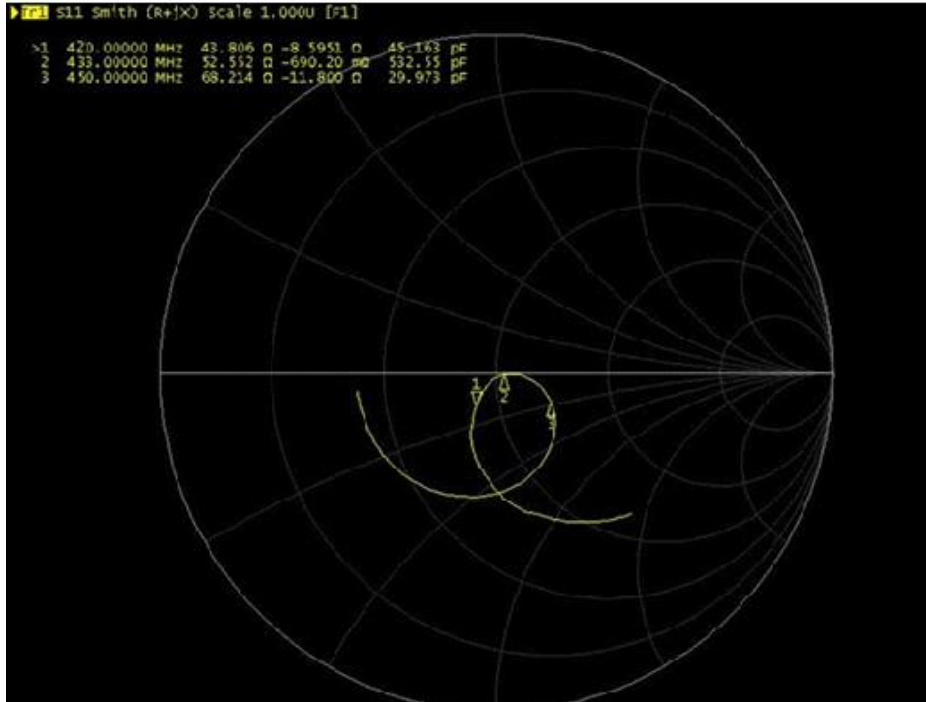 Tr1 S11 Smith (R+jX) Scale 1.000U [F1]
>1 420.00000 MHz 43.806 Ω -8.5951 Ω 45.163 pF
2 433.00000 MHz 52.552 Ω -690.20 mΩ 532.55 pF
3 450.00000 MHz 68.214 Ω -11.800 Ω 29.973 pF
1
2
3